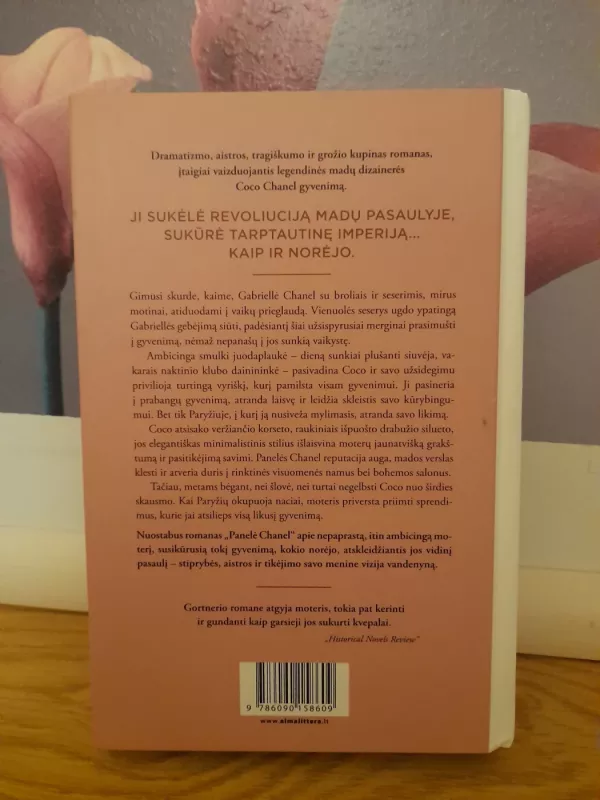 Dramatizmo, aistros, tragiškumo ir grožio kupinas romanas,
įtaigiai vaizduojantis legendinės madų dizainerės
Coco Chanel gyvenimą.
JI SUKĖLĖ REVOLIUCIJĄ MADŲ PASAULYJE,
SUKŪRĖ TARPTAUTINĘ IMPERIJĄ...
KAIP IR NORĖJO.
Gimusi skurde, kaime, Gabriellė Chanel su broliais ir seserimis, mirus
motinai, atiduodami į vaikų prieglaudą. Vienuolės seserys ugdo ypatingą
Gabriellės gebėjimą siūti, padėsiantį šiai užsispyrusiai merginai prasimušti
į gyvenimą, nėmaž nepanašų į jos sunkią vaikystę.
Ambicinga smulki juodaplaukė – dieną sunkiai plušanti siuvėja, va-
karais naktinio klubo dainininkė – pasivadina Coco ir savo užsidegimu
privilioja turtingą vyriškį, kurį pamilsta visam gyvenimui. Ji pasineria
į prabangų gyvenimą, atranda laisvę ir leidžia skleistis savo kūrybingu-
mui. Bet tik Paryžiuje, į kurį ją nusiveža mylimasis, atranda savo likimą.
Coco atsisako veržiančio korseto, raukiniais išpuošto drabužio silueto,
jos elegantiškas minimalistinis stilius išlaisvina moterų jaunatvišką grakš-
tumą ir pasitikėjimą savimi. Panelės Chanel reputacija auga, mados verslas
klesti ir atveria duris į rinktinės visuomenės namus bei bohemos salonus.
Tačiau, metams bėgant, nei šlovė, nei turtai negelbsti Coco nuo širdies
skausmo. Kai Paryžių okupuoja naciai, moteris priversta priimti sprendi-
mus, kurie jai atsilieps visą likusį gyvenimą.
Nuostabus romanas „Panelė Chanel“ apie nepaprastą, itin ambicingą mo-
terį, susikūrusią tokį gyvenimą, kokio norėjo, atskleidžiantis jos vidinį
pasaulį – stiprybės, aistros ir tikėjimo savo menine vizija vandenyną.
Gortnerio romane atgyja moteris, tokia pat kerinti
ir gundanti kaip garsieji jos sukurti kvepalai.
„Historical Novels Review“
9 786090 158609
www.almalittera.lt